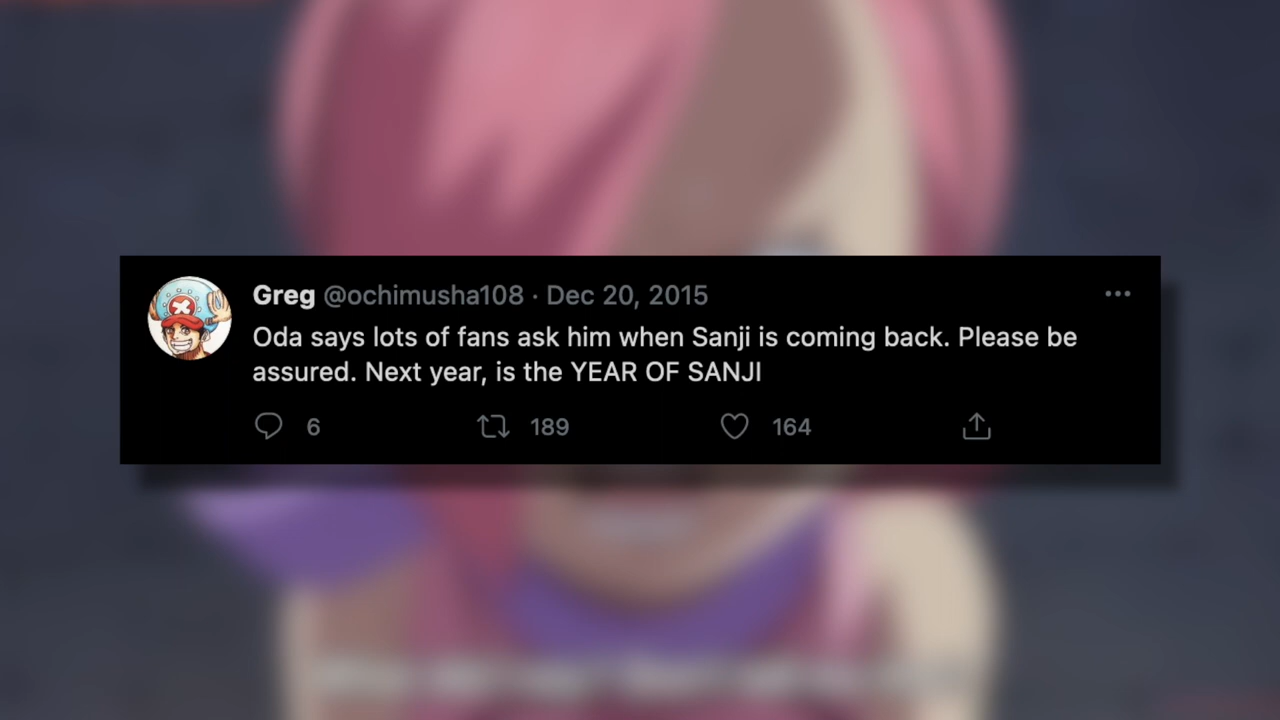 Greg @ochimusha108 · Dec 20, 2015
Oda says lots of fans ask him when Sanji is coming back. Please be
assured. Next year, is the YEAR OF SANJI
6 189 164